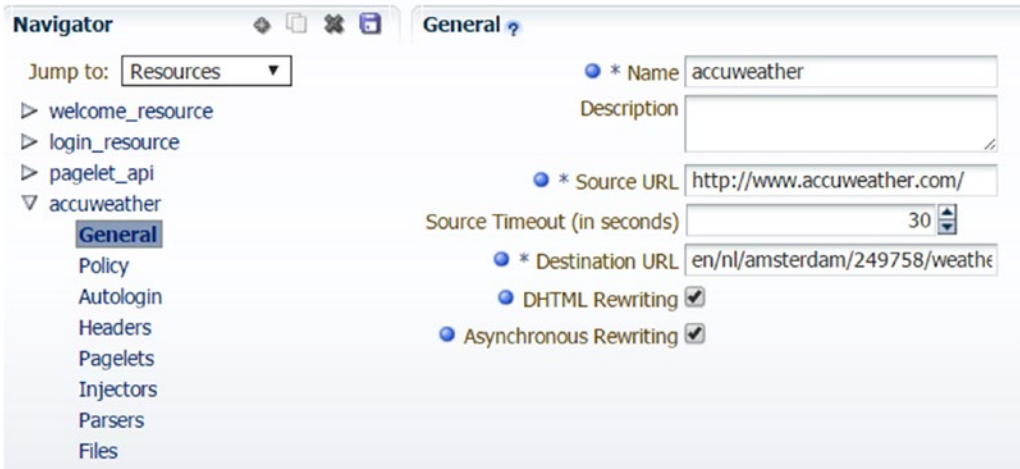 Navigator
Jump to: Resources
welcome_resource
login_resource
pagelet_api
accuweather
General
Policy
Autologin
Headers
Pagelets
Injectors
Parsers
Files
General ?
* Name accuweather
Description
* Source URL http://www.accuweather.com/
Source Timeout (in seconds) 30
* Destination URL en/nl/amsterdam/249758/weathe
DHTML Rewriting
Asynchronous Rewriting